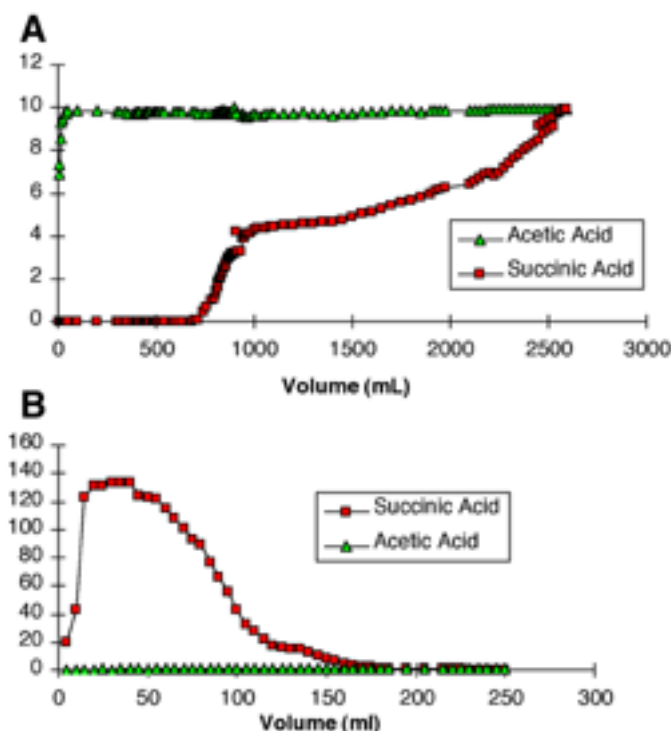 A
12
10
8
6
4
2
0
0 500 1000 1500 2000 2500 3000
Acetic Acid
Succinic Acid
Volume (mL)
B
160
140
120
100
80
60
40
20
0
0 50 100 150 200 250 300
Succinic Acid
Acetic Acid
Volume (ml)